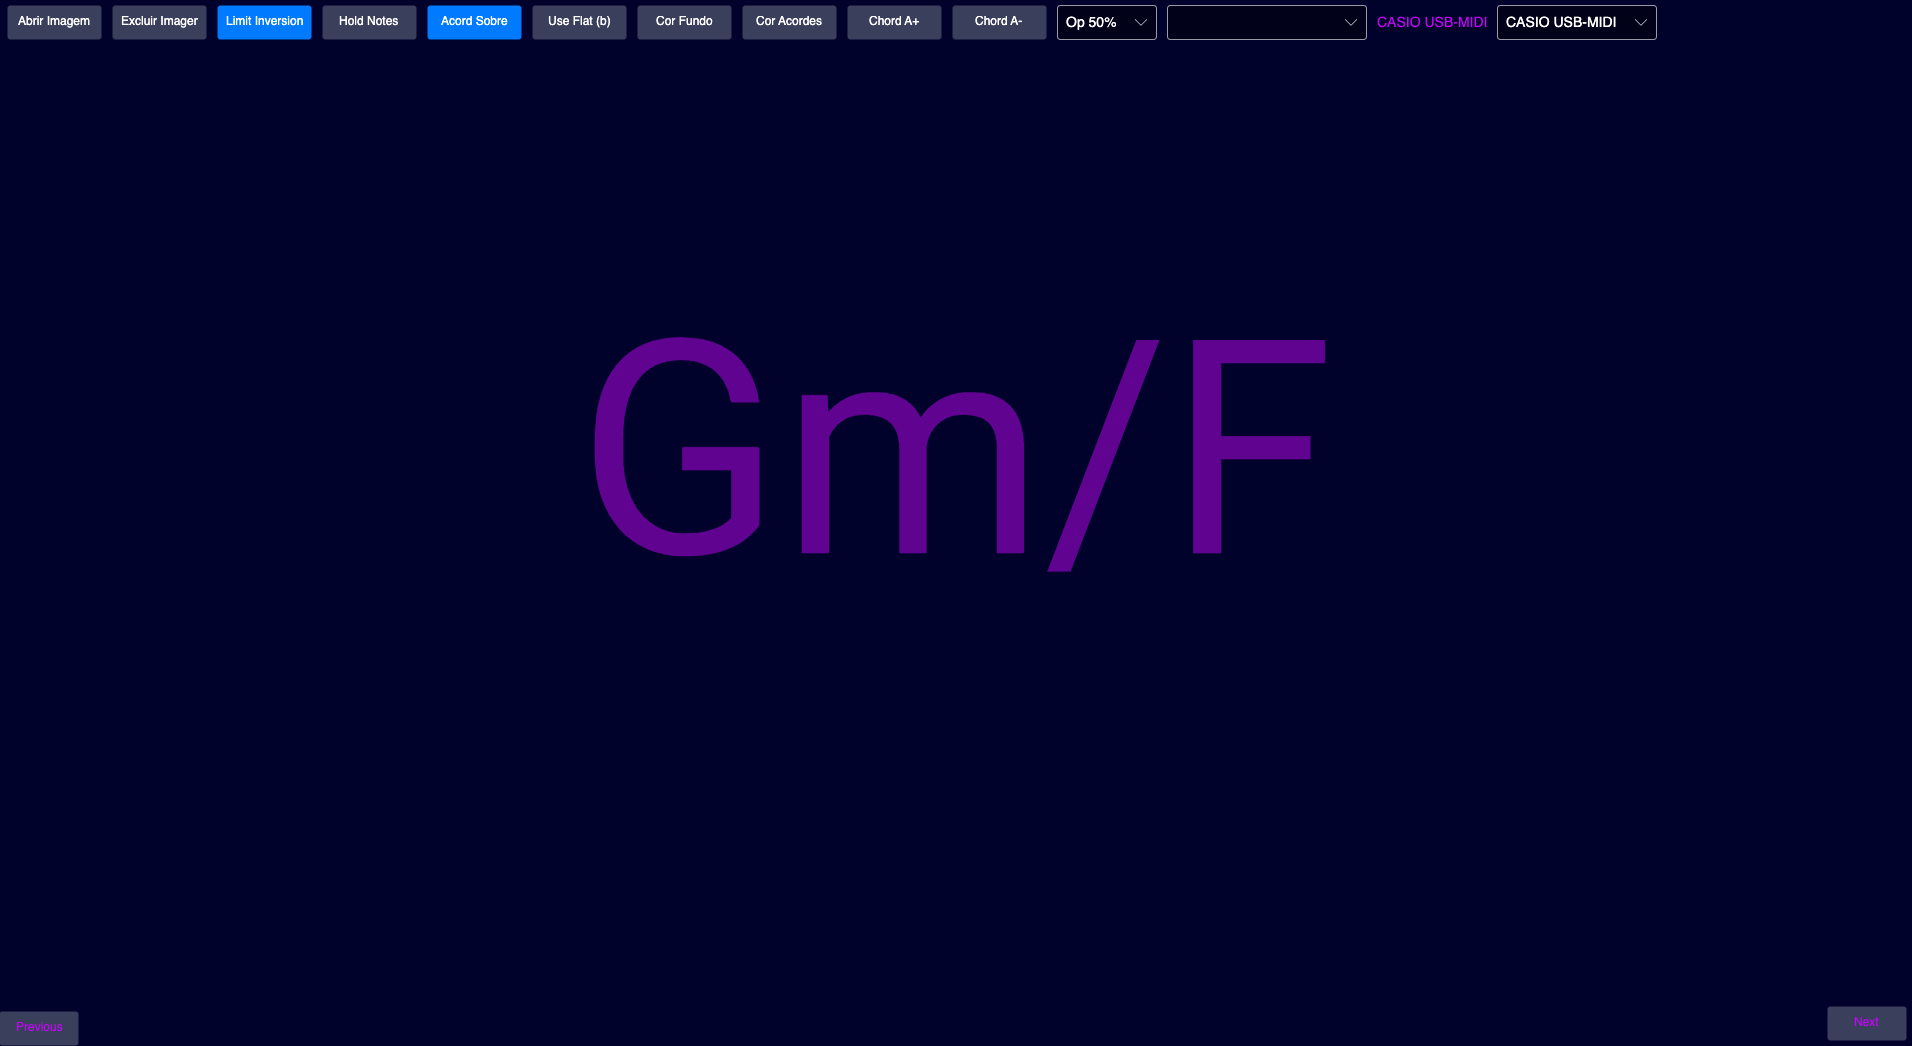 Abrir Imagem Excluir Imager Limit Inversion Hold Notes Acord Sobre Use Flat (b) Cor Fundo Cor Acordes Chord A+ Chord A- Op 50% CASIO USB-MIDI CASIO USB-MIDI
Gm/F
Previous Next